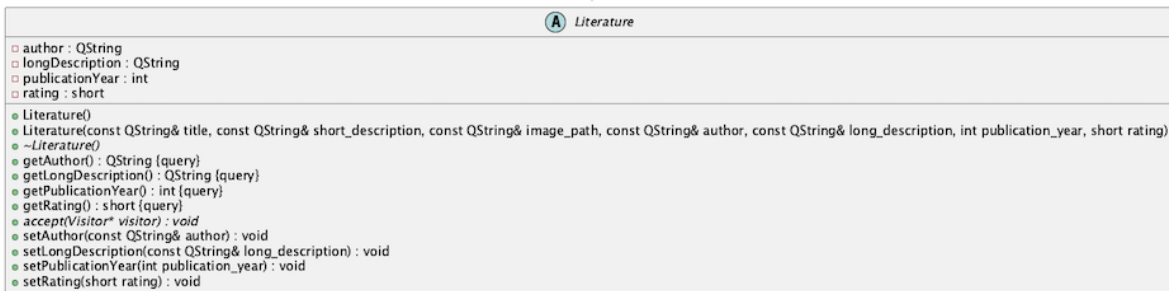 A Literature
author : QString
longDescription : QString
publicationYear : int
rating : short
Literature()
Literature(const QString& title, const QString& short_description, const QString& image_path, const QString& author, const QString& long_description, int publication_year, short rating)
~Literature()
getAuthor() : QString {query}
getLongDescription() : QString {query}
getPublicationYear() : int {query}
getRating() : short {query}
accept(Visitor* visitor) : void
setAuthor(const QString& author) : void
setLongDescription(const QString& long_description) : void
setPublicationYear(int publication_year) : void
setRating(short rating) : void